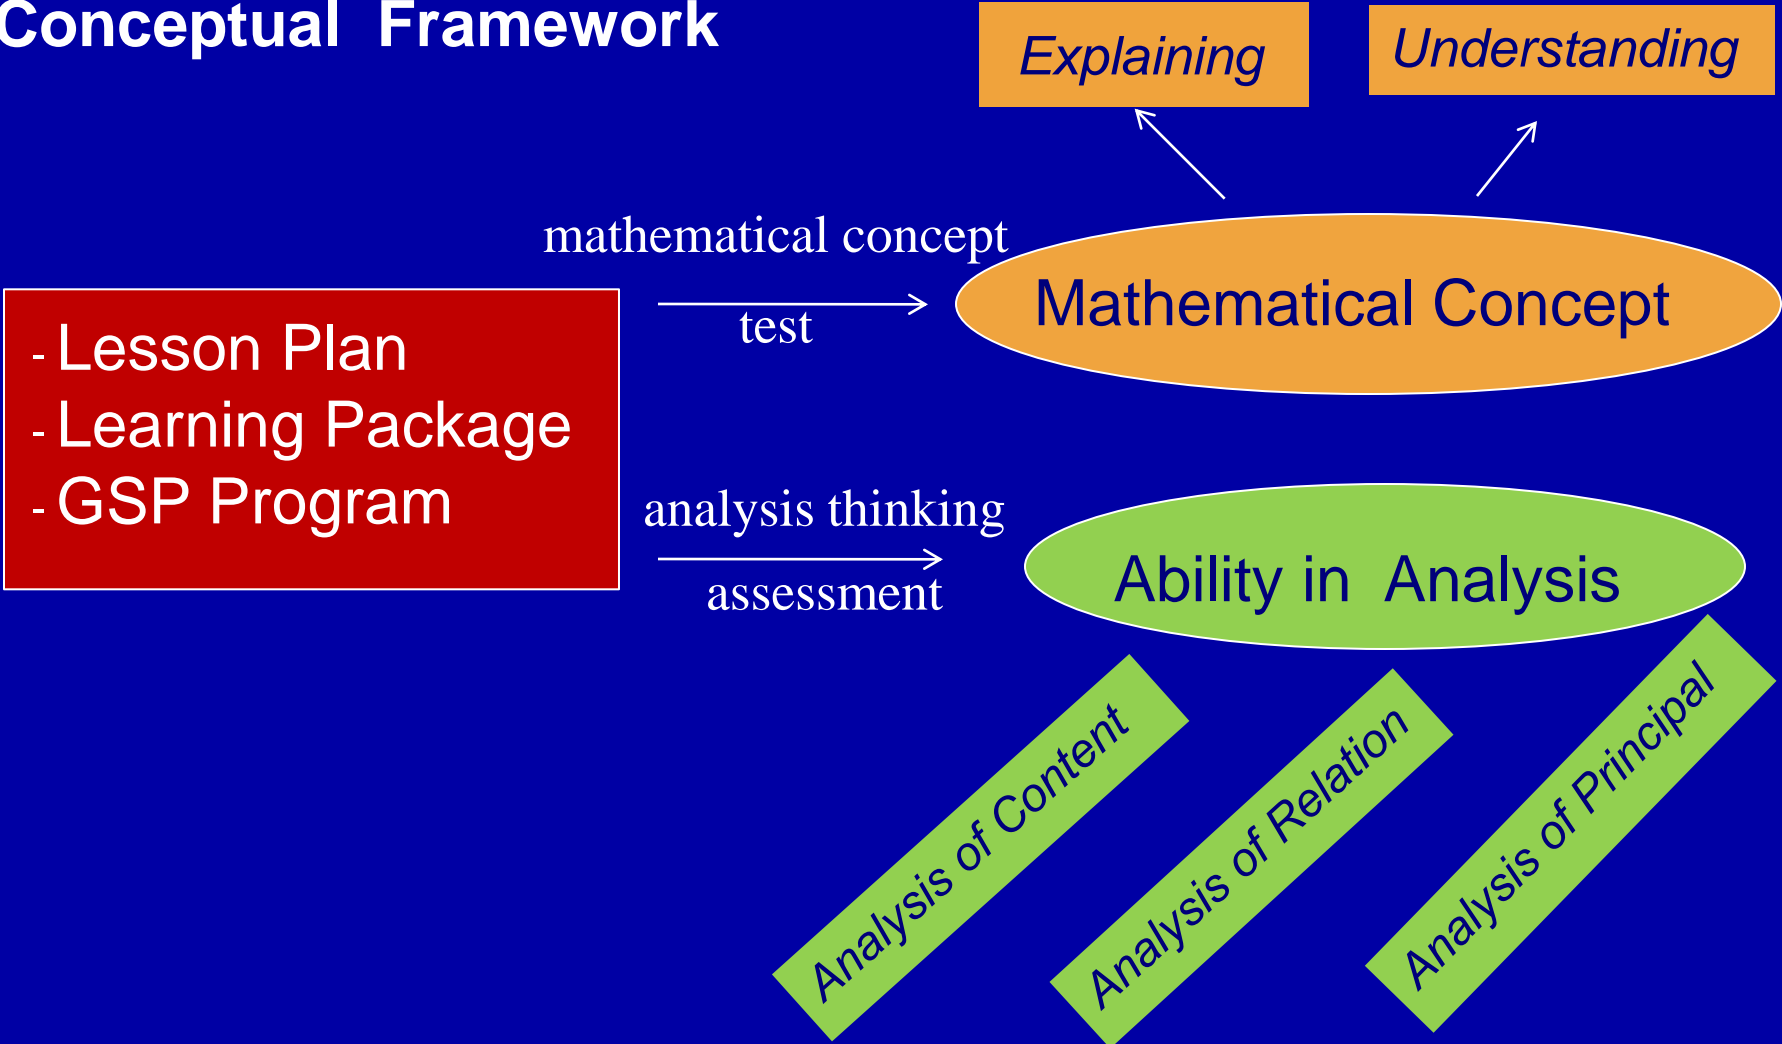 Conceptual Framework
Explaining
Understanding
mathematical concept
test
Mathematical Concept
- Lesson Plan
- Learning Package
- GSP Program
analysis thinking
assessment
Ability in Analysis
Analysis of Content
Analysis of Relation
Analysis of Principal